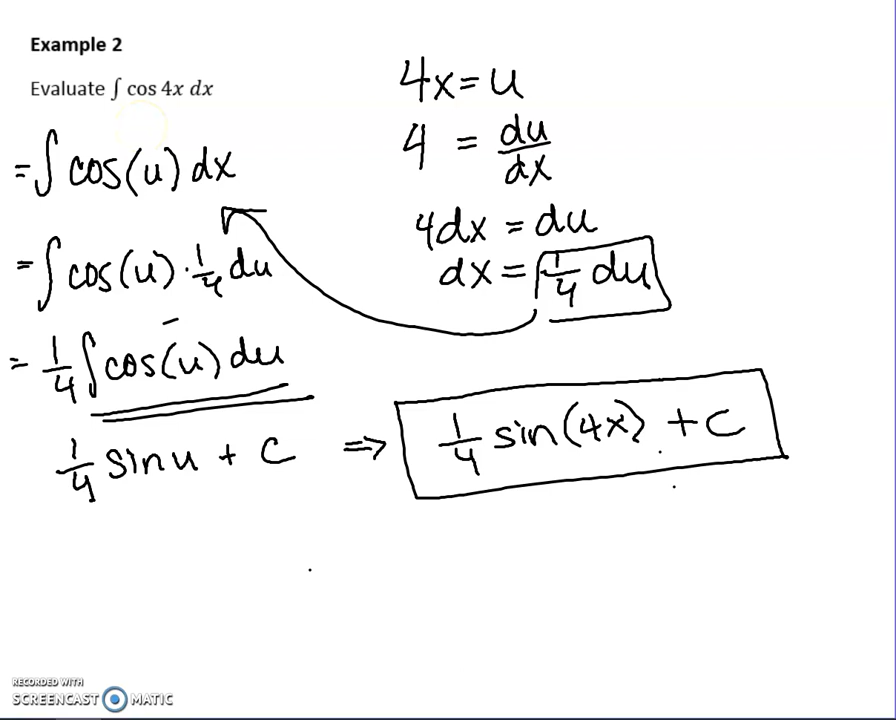 Example 2
Evaluate ∫ cos 4x dx
= ∫ cos(u) dx
= ∫ cos(u) · 1/4 du
= 1/4 ∫ cos(u) du
1/4 sin u + c ⇒ 1/4 sin(4x) + c
4x = u
4 = du/dx
4dx = du
dx = 1/4 du
RECORDED WITH
SCREENCAST MATIC